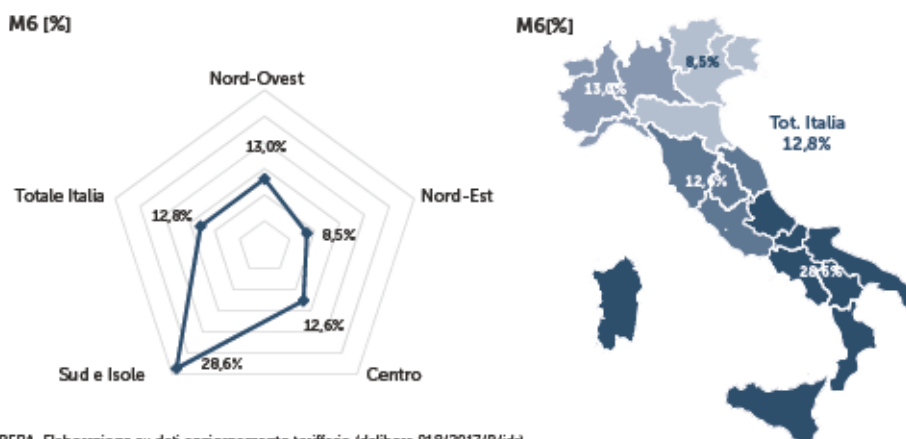 M6 [%]
Nord-Ovest
13,0%
Totale Italia
Nord-Est
12,8%
8,5%
12,6%
28,6%
Sud e Isole
Centro
M6[%]
8,5%
13,0%
Tot. Italia
12,8%
12,6%
28,6%